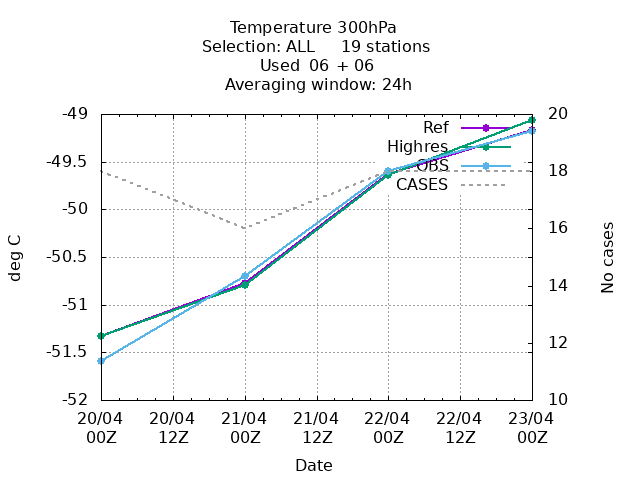 Temperature 300hPa
Selection: ALL 19 stations
Used 06 + 06
Averaging window: 24h
-49
-49.5
-50
-50.5
-51
-51.5
-52
deg C
20
18
16
14
12
10
No cases
Ref
Highres
OBS
CASES
20/04 20/04 21/04 21/04 22/04 22/04 23/04
00Z 12Z 00Z 12Z 00Z 12Z 00Z
Date